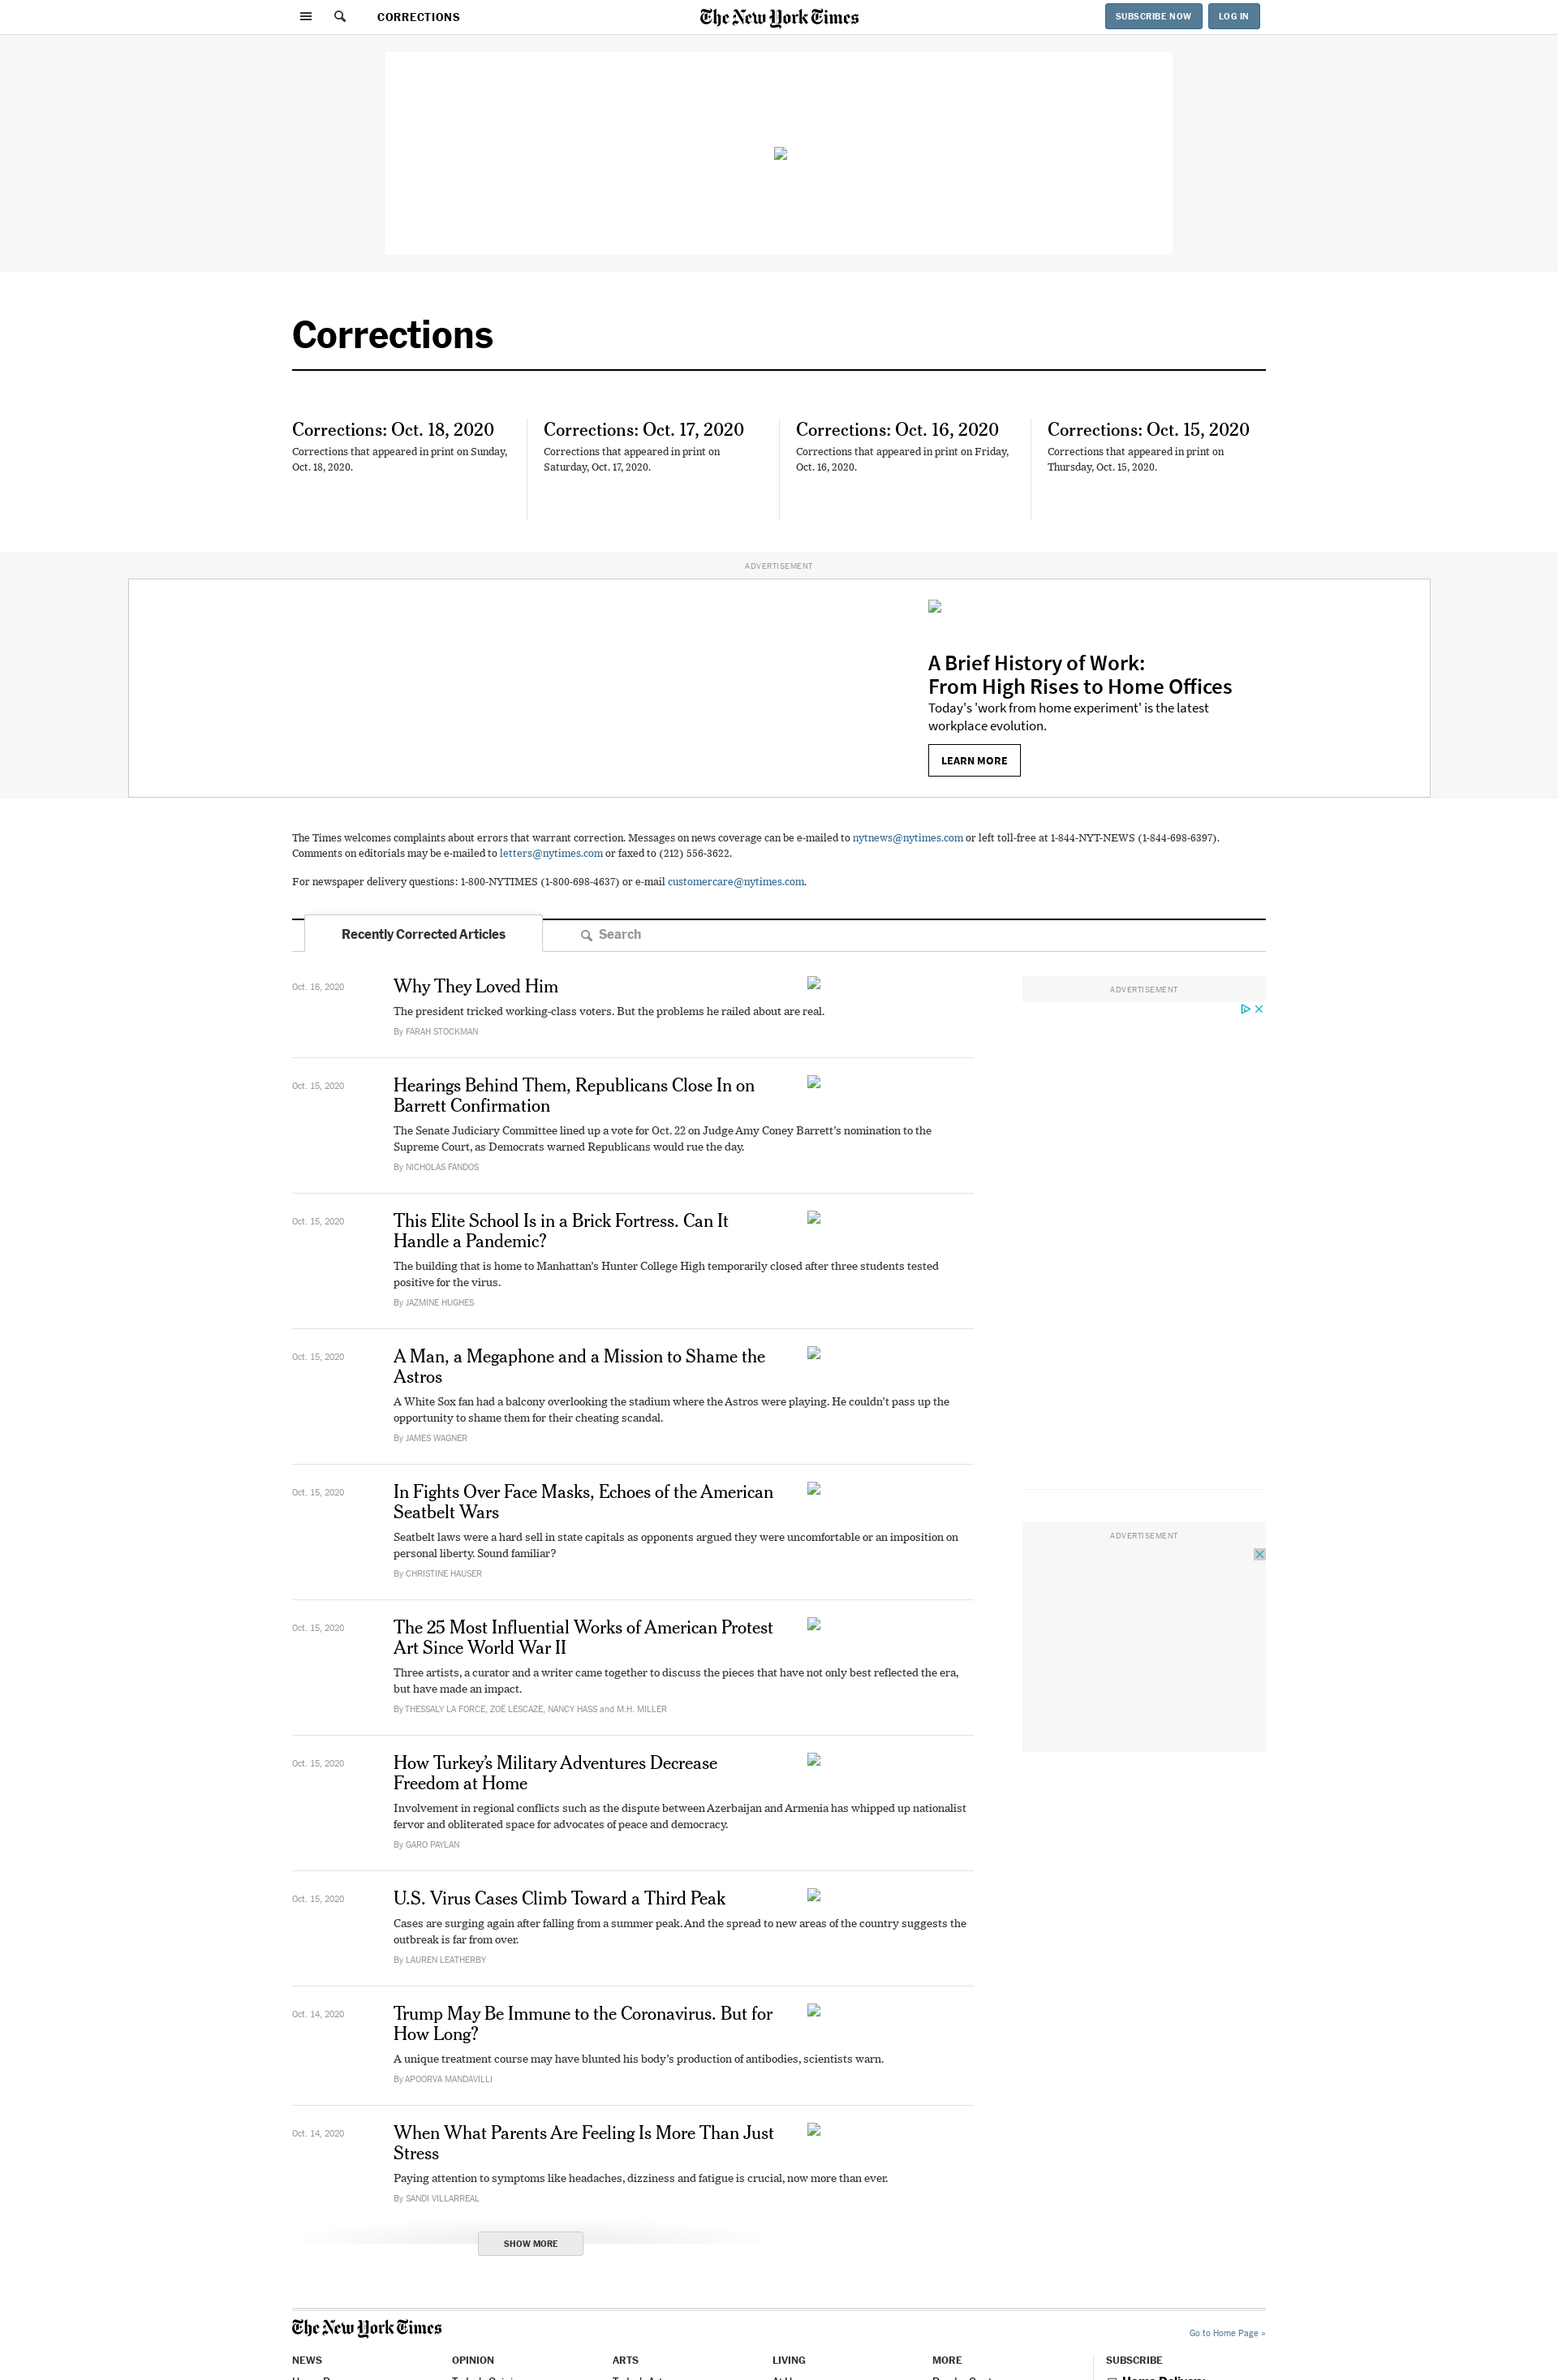 CORRECTIONS
The New York Times
SUBSCRIBE NOW
LOG IN
Corrections
Corrections: Oct. 18, 2020
Corrections that appeared in print on Sunday,
Oct. 18, 2020.
Corrections: Oct. 17, 2020
Corrections that appeared in print on
Saturday, Oct. 17, 2020.
Corrections: Oct. 16, 2020
Corrections that appeared in print on Friday,
Oct. 16, 2020.
Corrections: Oct. 15, 2020
Corrections that appeared in print on
Thursday, Oct. 15, 2020.
ADVERTISEMENT
A Brief History of Work:
From High Rises to Home Offices
Today's 'work from home experiment' is the latest
workplace evolution.
LEARN MORE
The Times welcomes complaints about errors that warrant correction. Messages on news coverage can be e-mailed to nytnews@nytimes.com or left toll-free at 1-844-NYT-NEWS (1-844-698-6397).
Comments on editorials may be e-mailed to letters@nytimes.com or faxed to (212) 556-3622.
For newspaper delivery questions: 1-800-NYTIMES (1-800-698-4637) or e-mail customercare@nytimes.com.
Recently Corrected Articles
Search
Oct. 16, 2020
Why They Loved Him
The president tricked working-class voters. But the problems he railed about are real.
By FARAH STOCKMAN
ADVERTISEMENT
Oct. 15, 2020
Hearings Behind Them, Republicans Close In on
Barrett Confirmation
The Senate Judiciary Committee lined up a vote for Oct. 22 on Judge Amy Coney Barrett’s nomination to the
Supreme Court, as Democrats warned Republicans would rue the day.
By NICHOLAS FANDOS
Oct. 15, 2020
This Elite School Is in a Brick Fortress. Can It
Handle a Pandemic?
The building that is home to Manhattan’s Hunter College High temporarily closed after three students tested
positive for the virus.
By JAZMINE HUGHES
Oct. 15, 2020
A Man, a Megaphone and a Mission to Shame the
Astros
A White Sox fan had a balcony overlooking the stadium where the Astros were playing. He couldn’t pass up the
opportunity to shame them for their cheating scandal.
By JAMES WAGNER
Oct. 15, 2020
In Fights Over Face Masks, Echoes of the American
Seatbelt Wars
Seatbelt laws were a hard sell in state capitals as opponents argued they were uncomfortable or an imposition on
personal liberty. Sound familiar?
By CHRISTINE HAUSER
ADVERTISEMENT
Oct. 15, 2020
The 25 Most Influential Works of American Protest
Art Since World War II
Three artists, a curator and a writer came together to discuss the pieces that have not only best reflected the era,
but have made an impact.
By THESSALY LA FORCE, ZOË LESCAZE, NANCY HASS and M.H. MILLER
Oct. 15, 2020
How Turkey’s Military Adventures Decrease
Freedom at Home
Involvement in regional conflicts such as the dispute between Azerbaijan and Armenia has whipped up nationalist
fervor and obliterated space for advocates of peace and democracy.
By GARO PAYLAN
Oct. 15, 2020
U.S. Virus Cases Climb Toward a Third Peak
Cases are surging again after falling from a summer peak. And the spread to new areas of the country suggests the
outbreak is far from over.
By LAUREN LEATHERBY
Oct. 14, 2020
Trump May Be Immune to the Coronavirus. But for
How Long?
A unique treatment course may have blunted his body’s production of antibodies, scientists warn.
By APOORVA MANDAVILLI
Oct. 14, 2020
When What Parents Are Feeling Is More Than Just
Stress
Paying attention to symptoms like headaches, dizziness and fatigue is crucial, now more than ever.
By SANDI VILLARREAL
SHOW MORE
The New York Times
Go to Home Page »
NEWS
OPINION
ARTS
LIVING
MORE
SUBSCRIBE